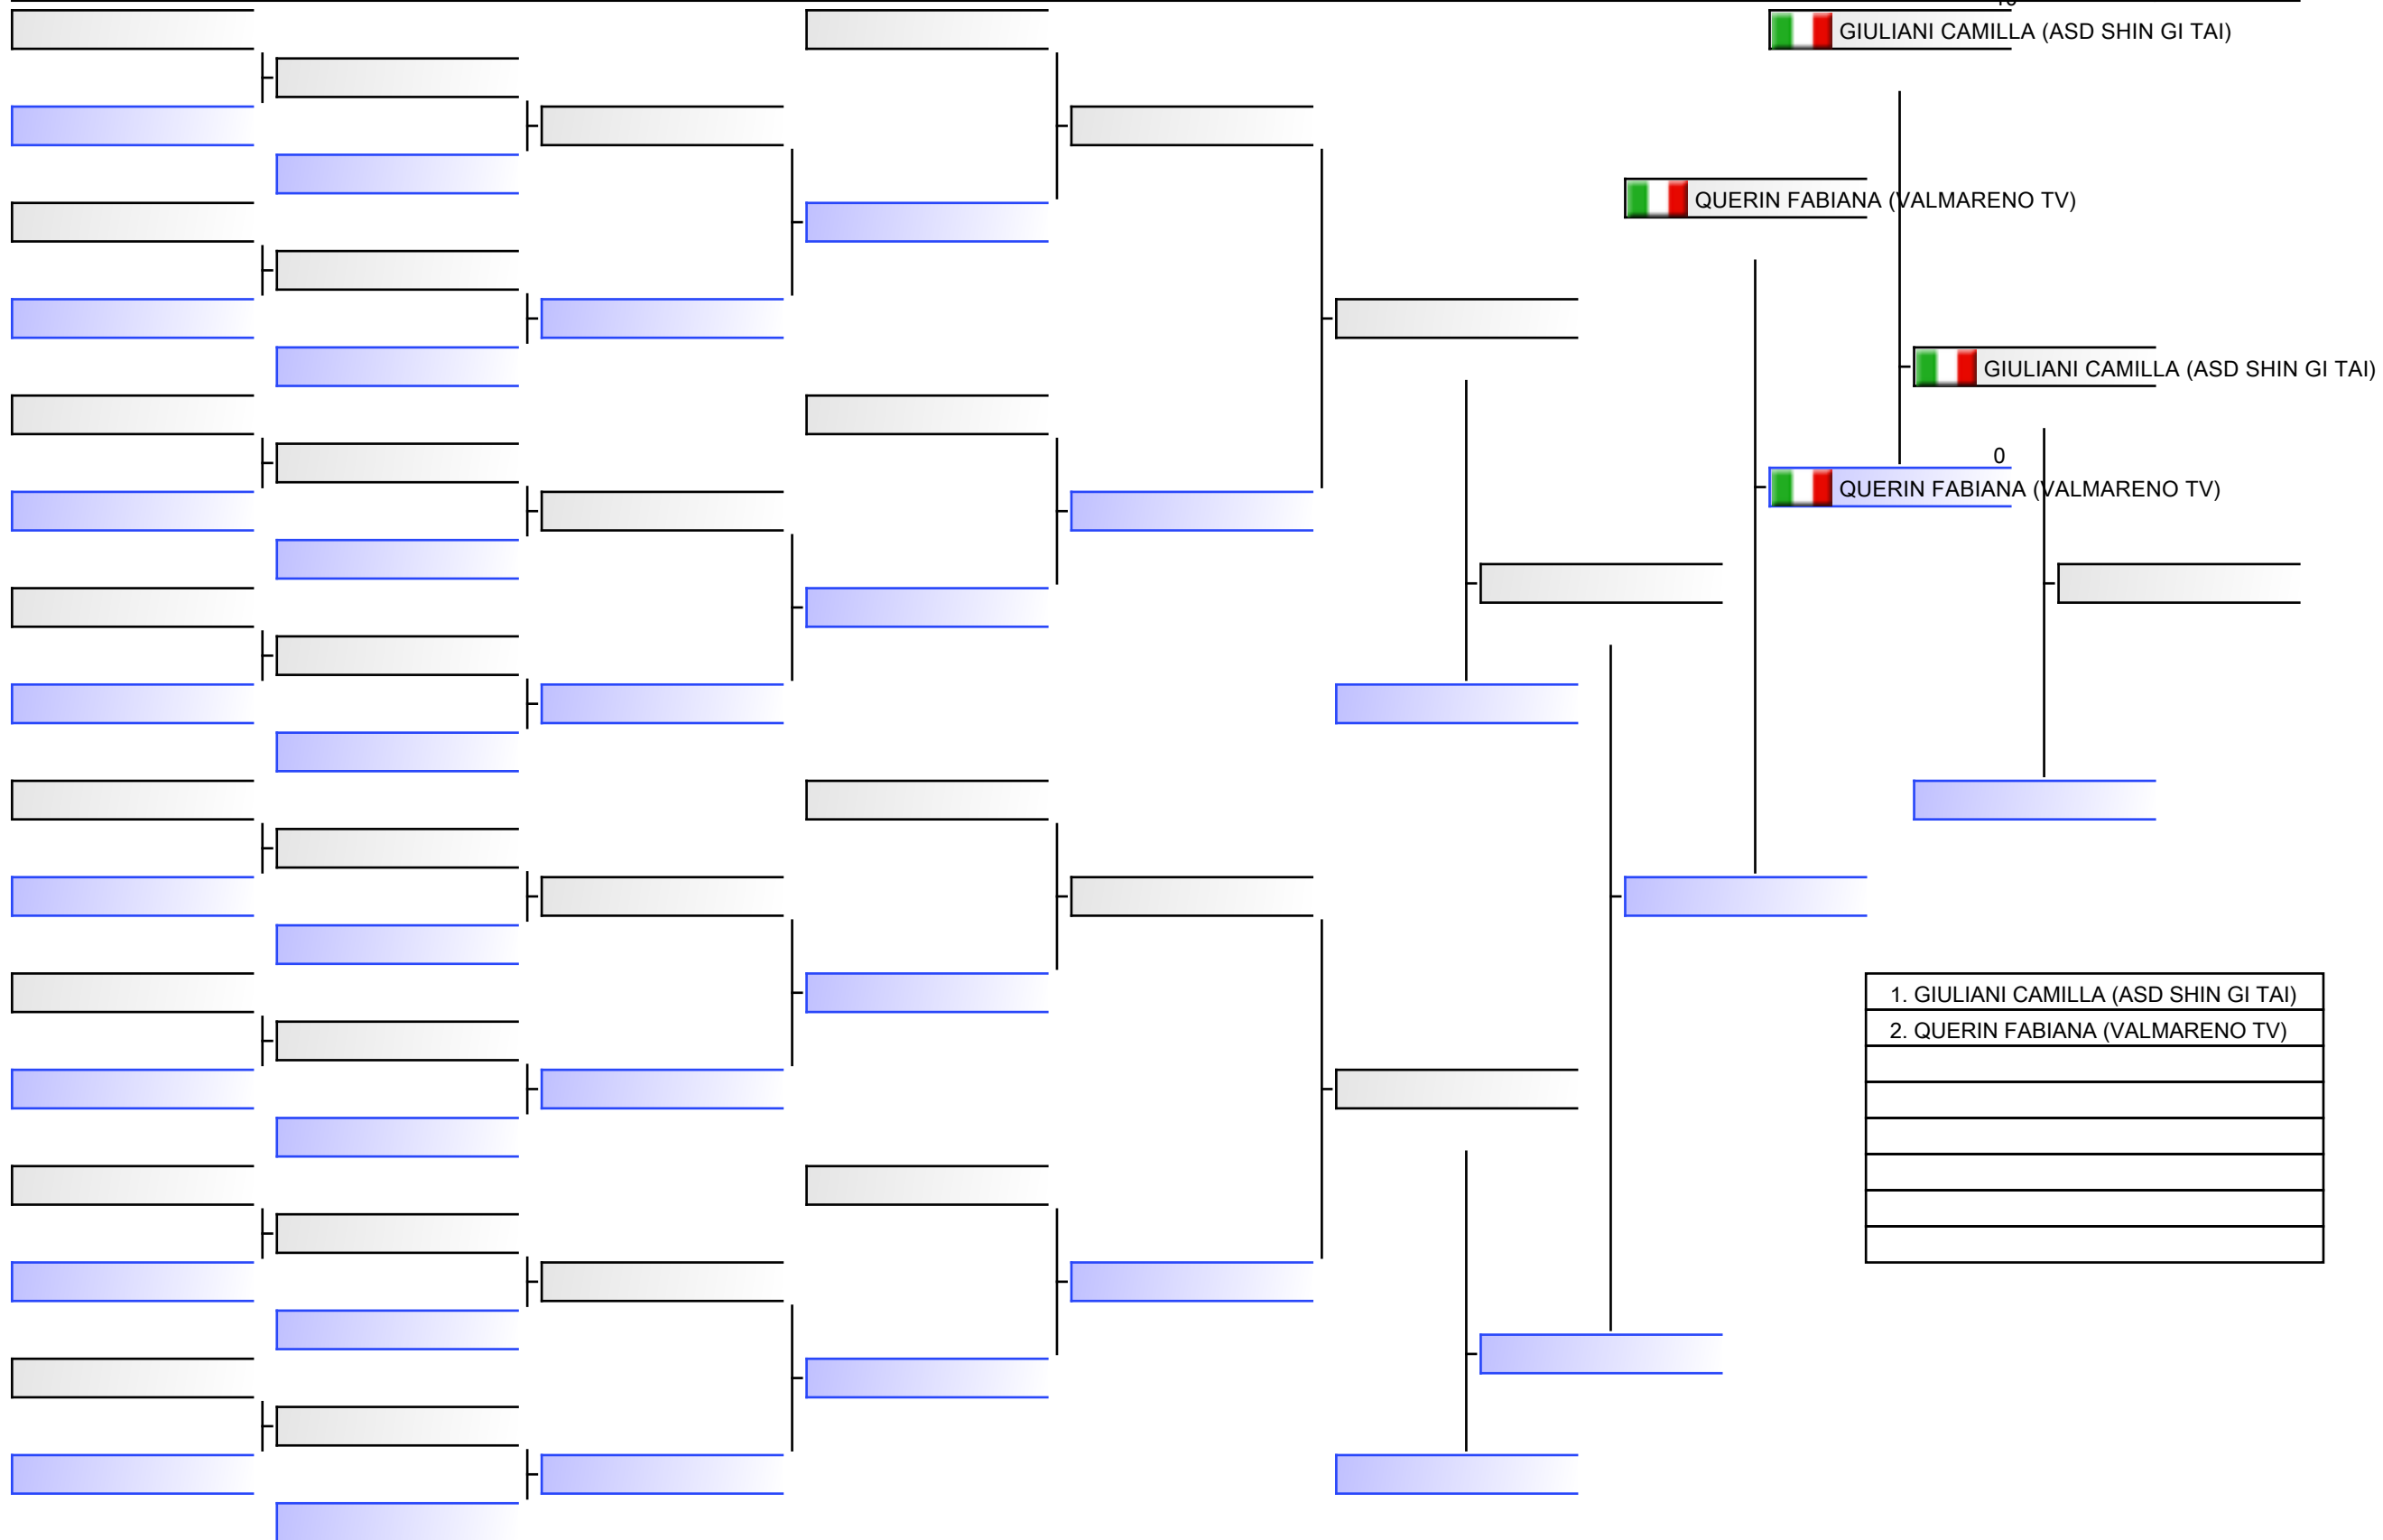 GIULIANI CAMILLA (ASD SHIN GI TAI)
QUERIN FABIANA (VALMARENO TV)
GIULIANI CAMILLA (ASD SHIN GI TAI)
0
QUERIN FABIANA (VALMARENO TV)
1. GIULIANI CAMILLA (ASD SHIN GI TAI)
2. QUERIN FABIANA (VALMARENO TV)